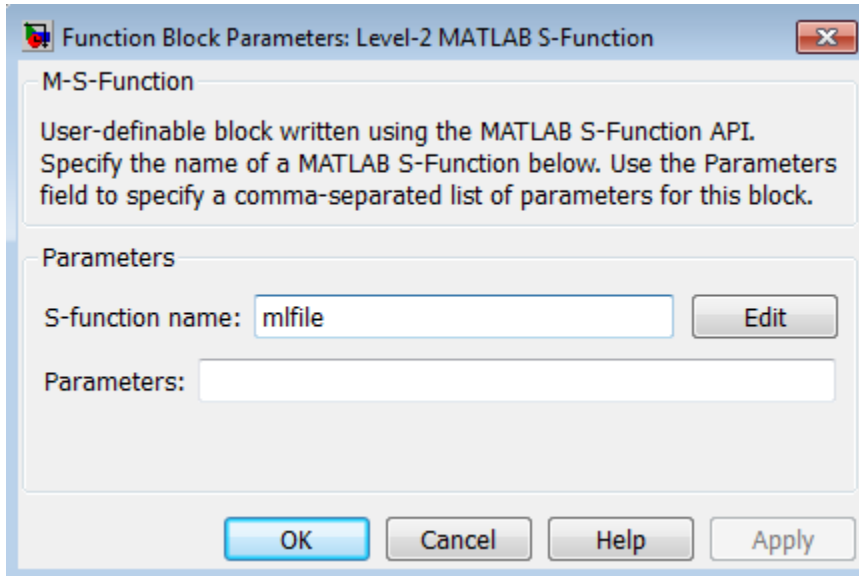 Function Block Parameters: Level-2 MATLAB S-Function
M-S-Function
User-definable block written using the MATLAB S-Function API.
Specify the name of a MATLAB S-Function below. Use the Parameters
field to specify a comma-separated list of parameters for this block.
Parameters
S-function name: mlfile Edit
Parameters:
OK Cancel Help Apply